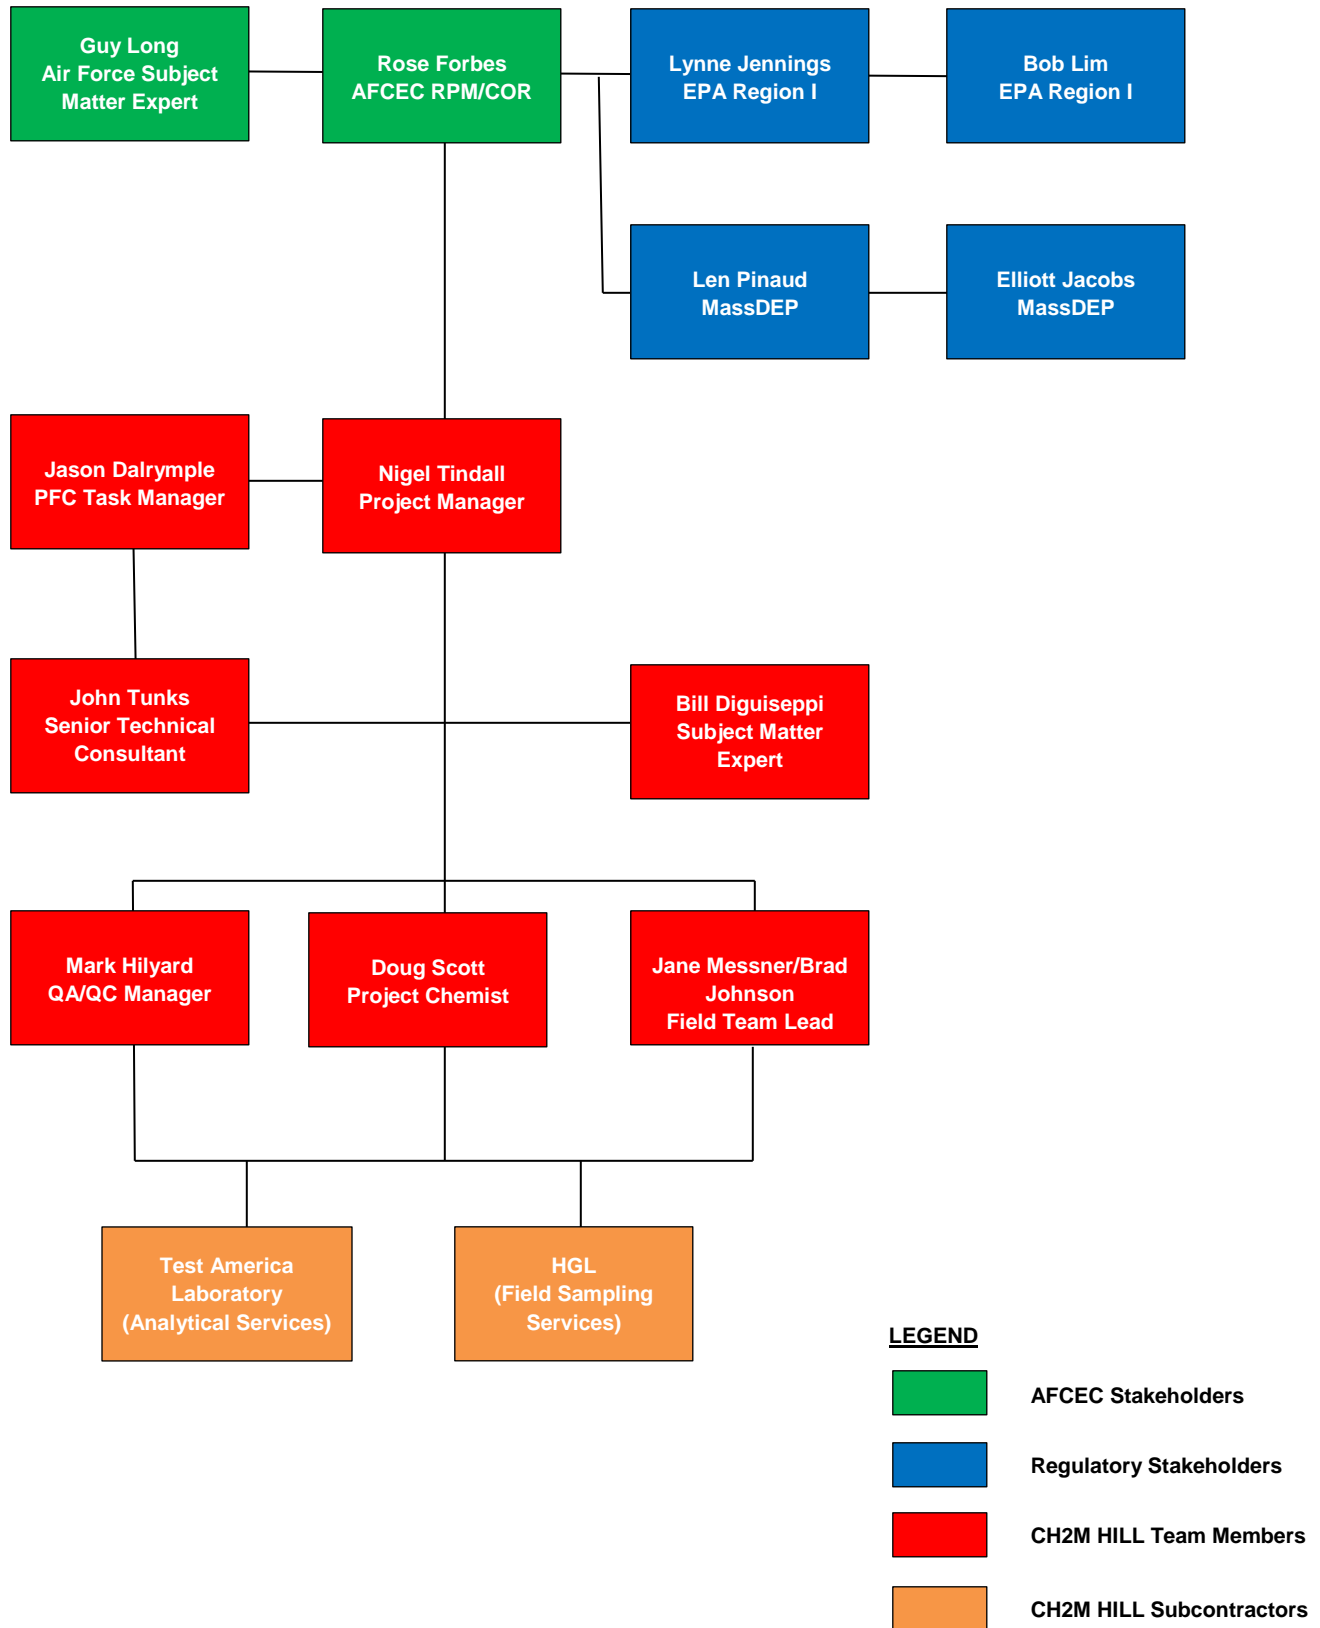 Guy Long
Air Force Subject
Matter Expert
Rose Forbes
AFCEC RPM/COR
Lynne Jennings
EPA Region I
Bob Lim
EPA Region I
Len Pinaud
MassDEP
Elliott Jacobs
MassDEP
Jason Dalrymple
PFC Task Manager
Nigel Tindall
Project Manager
John Tunks
Senior Technical
Consultant
Bill Diguiseppi
Subject Matter
Expert
Mark Hilyard
QA/QC Manager
Doug Scott
Project Chemist
Jane Messner/Brad
Johnson
Field Team Lead
Test America
Laboratory
(Analytical Services)
HGL
(Field Sampling
Services)
LEGEND
AFCEC Stakeholders
Regulatory Stakeholders
CH2M HILL Team Members
CH2M HILL Subcontractors